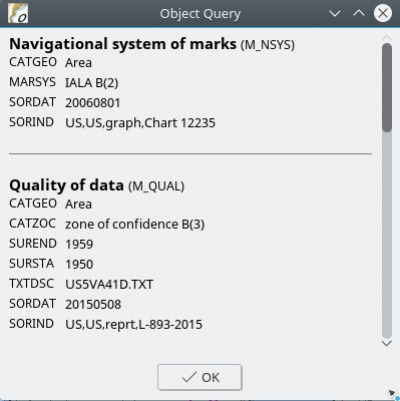 Object Query
Navigational system of marks (M_NSYS)
CATGEO Area
MARSYS IALA B(2)
SORDAT 20060801
SORIND US,US,graph,Chart 12235
Quality of data (M_QUAL)
CATGEO Area
CATZOC zone of confidence B(3)
SUREND 1959
SURSTA 1950
TXTDSC US5VA41D.TXT
SORDAT 20150508
SORIND US,US,reprt,L-893-2015
OK